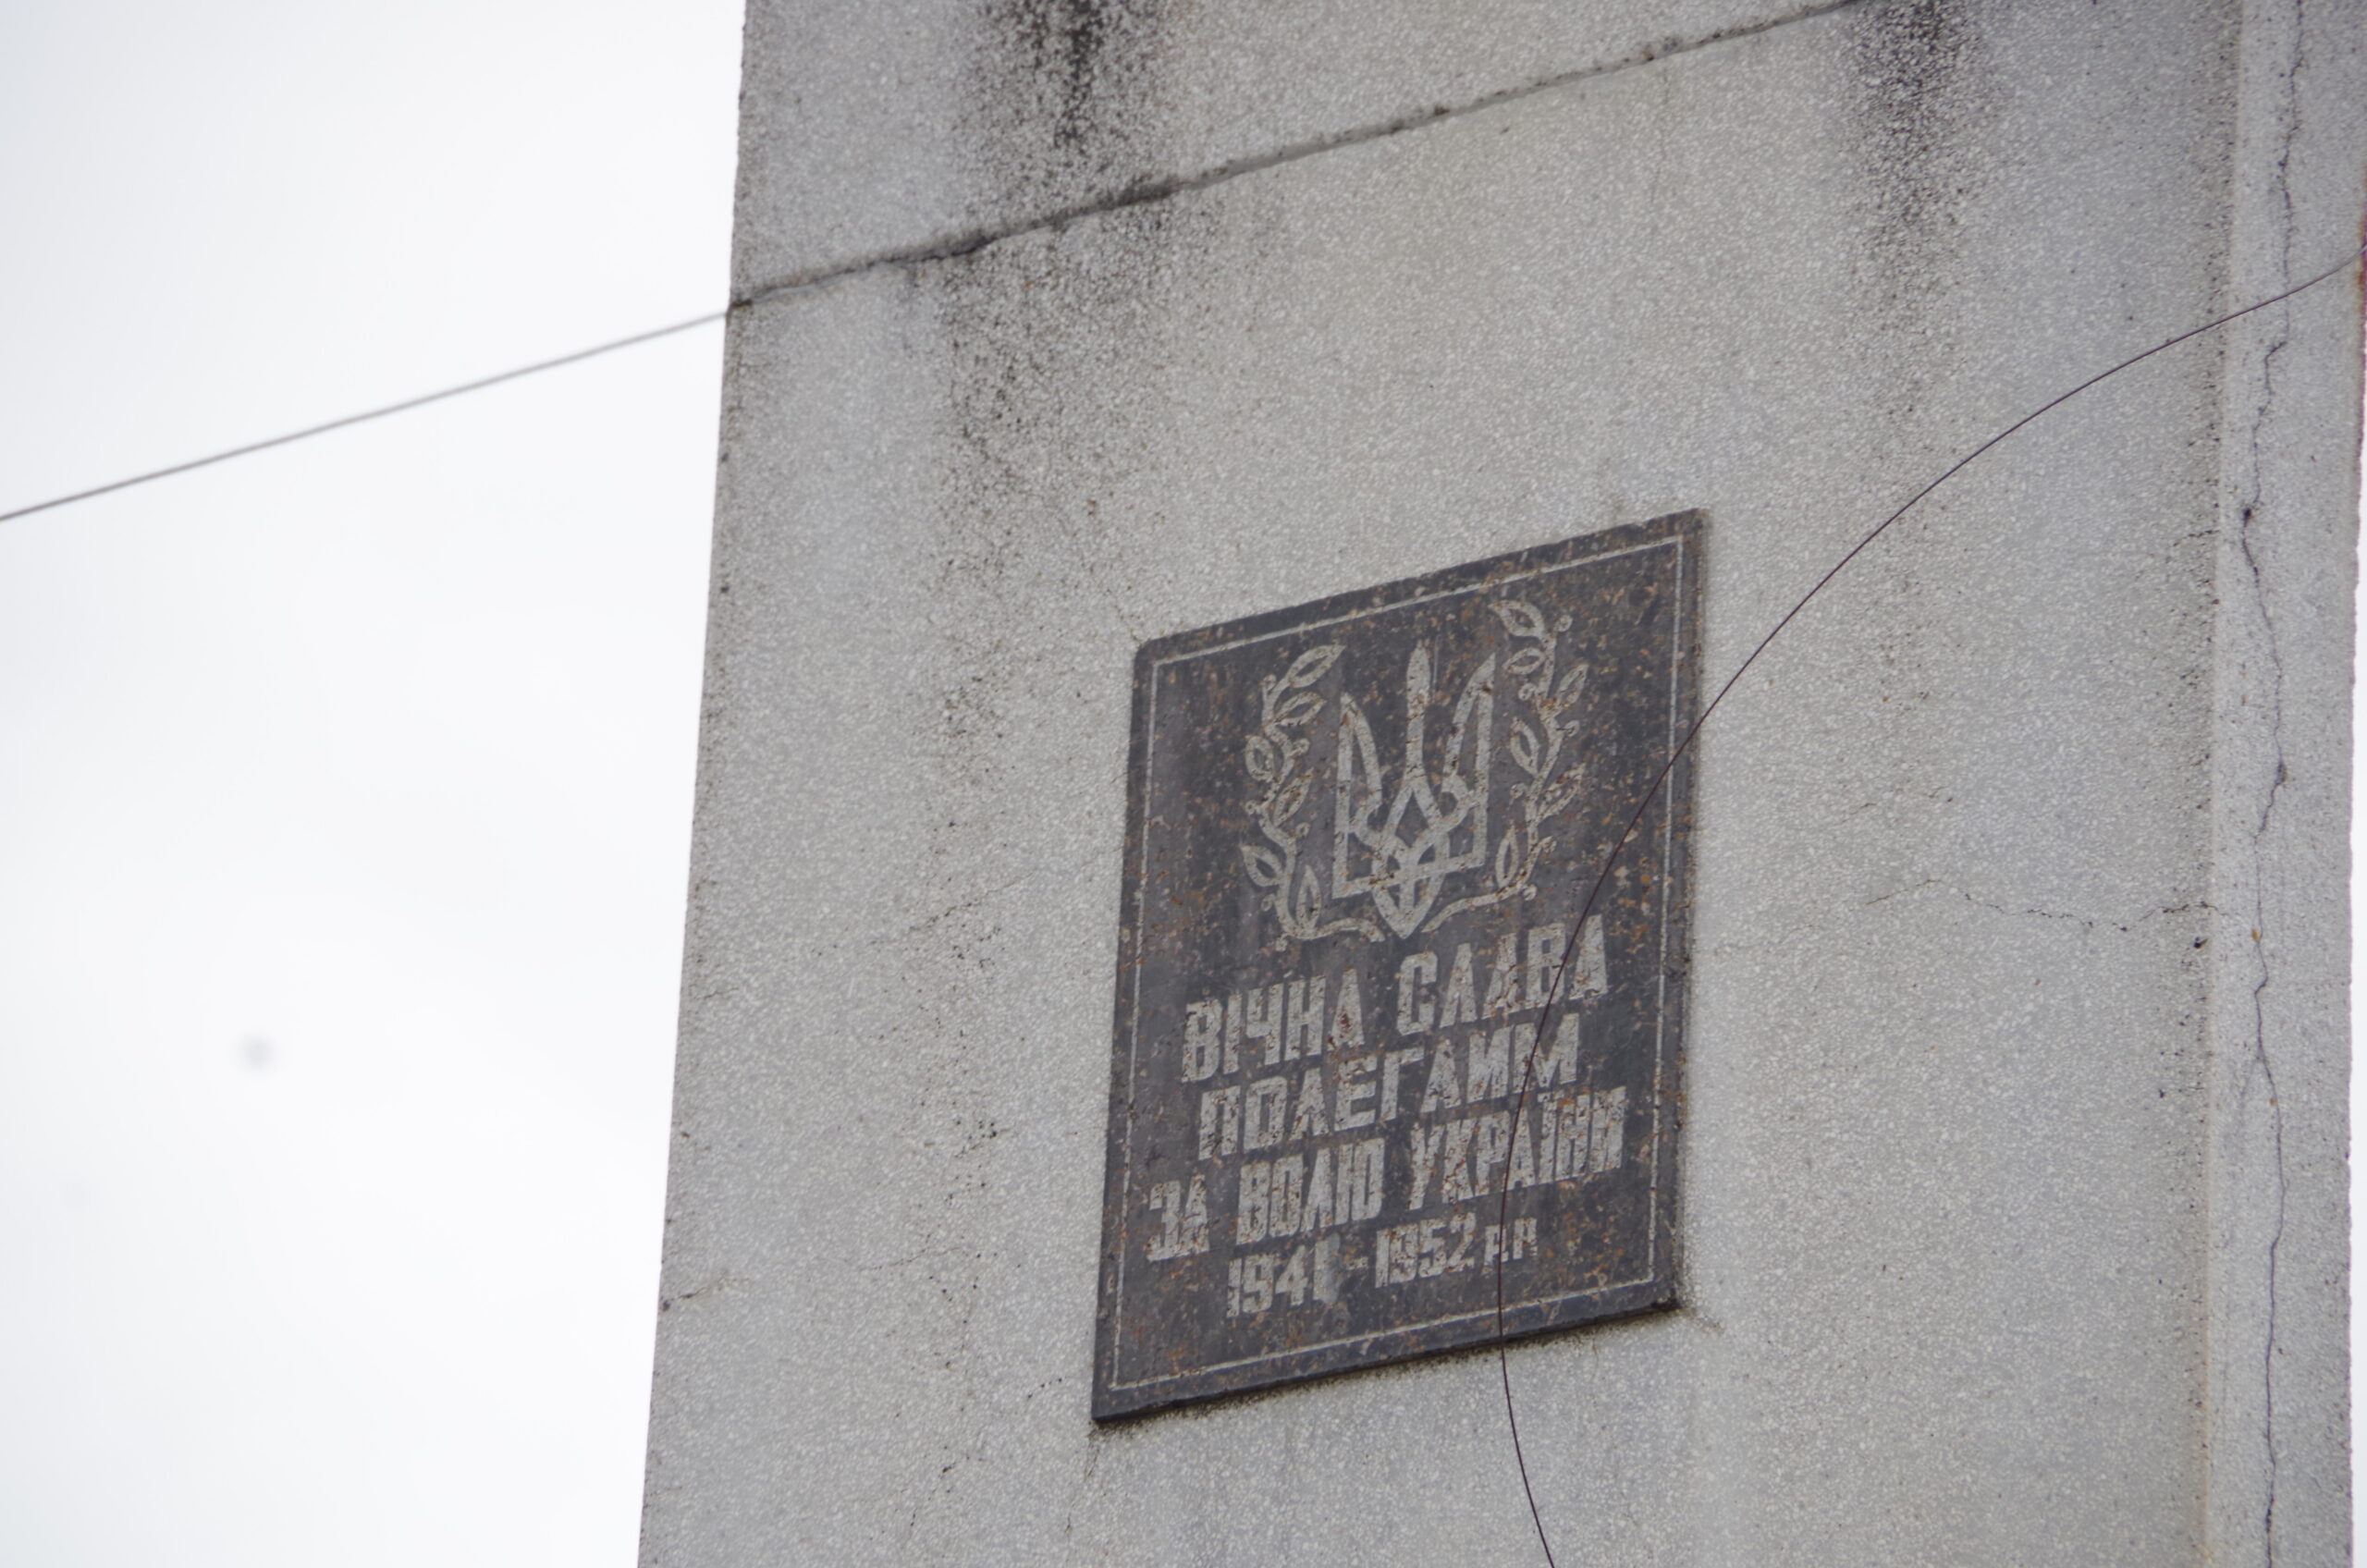 ВІЧНА СЛАВА
ПОЛЕГЛИМ
ЗА ВОЛЮ УКРАЇНИ
1941-1952 р.р.